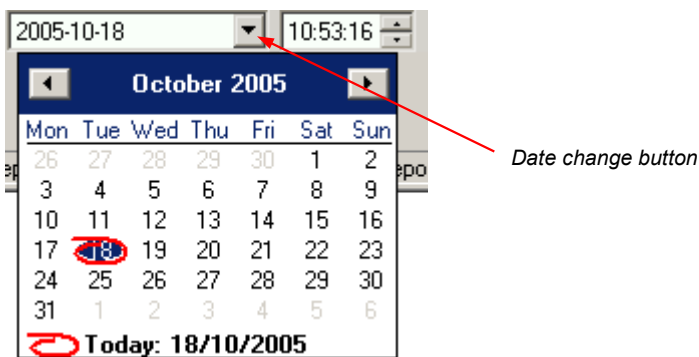 2005-10-18 10:53:16
October 2005
Mon Tue Wed Thu Fri Sat Sun
26 27 28 29 30 1 2
3 4 5 6 7 8 9
10 11 12 13 14 15 16
17 18 19 20 21 22 23
24 25 26 27 28 29 30
31 1 2 3 4 5 6
Today: 18/10/2005
Date change button